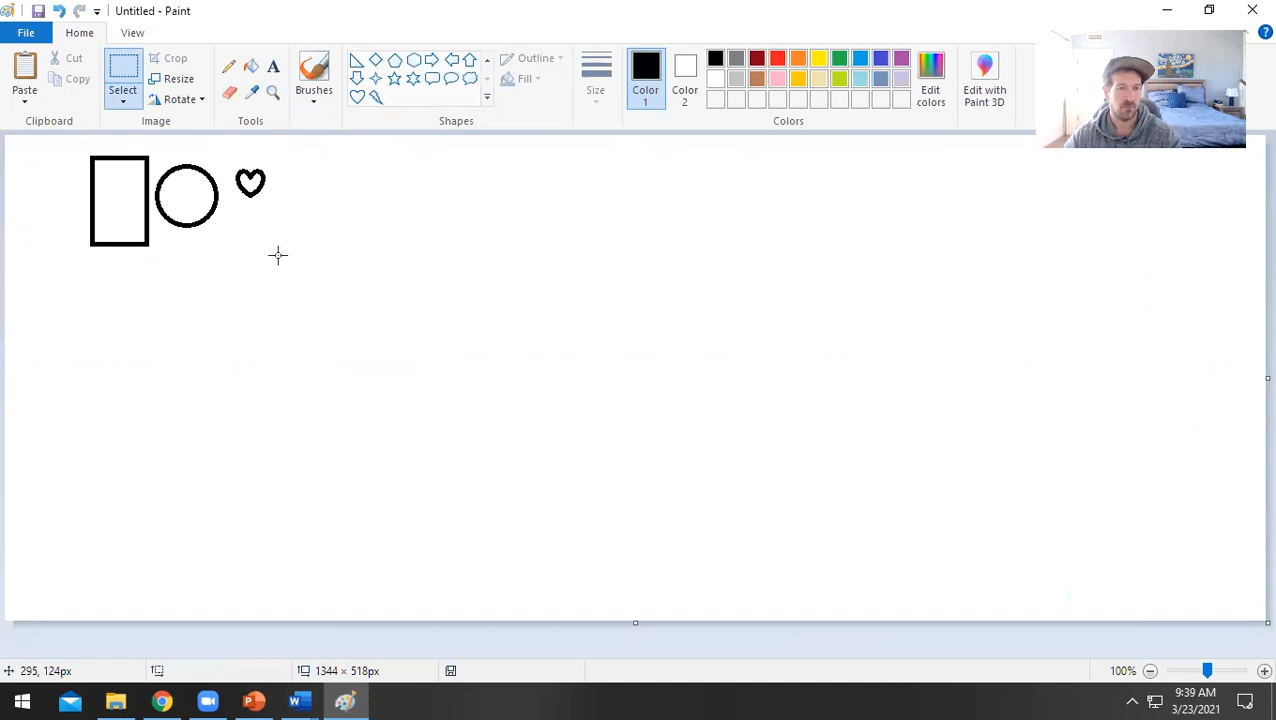 Untitled - Paint
File
Home
View
Paste
Cut
Copy
Clipboard
Select
Crop
Resize
Rotate
Image
Tools
Brushes
Outline
Fill
Shapes
Size
Color 1
Color 2
Edit colors
Colors
Edit with Paint 3D
295, 124px
1344 × 518px
100%
9:39 AM
3/23/2021